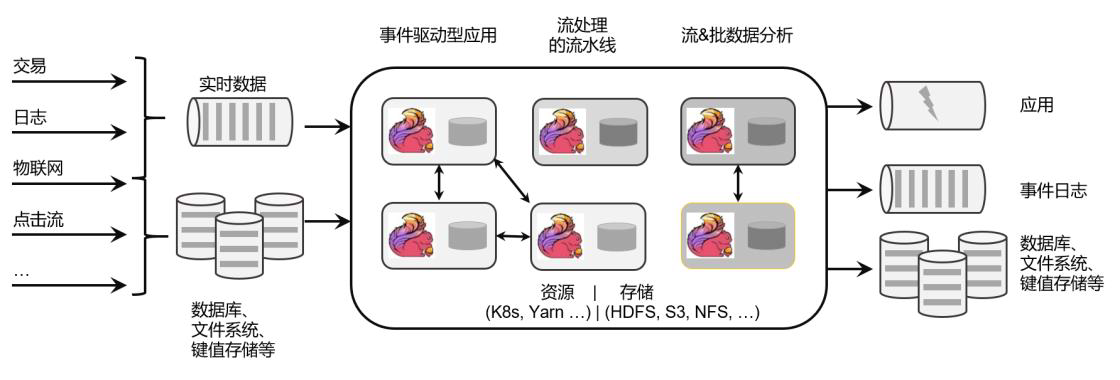 事件驱动型应用
流处理
的流水线
流&批数据分析
交易
日志
物联网
点击流
…
实时数据
数据库、
文件系统、
键值存储等
资源 | 存储
(K8s, Yarn …) | (HDFS, S3, NFS, …)
应用
事件日志
数据库、
文件系统、
键值存储等